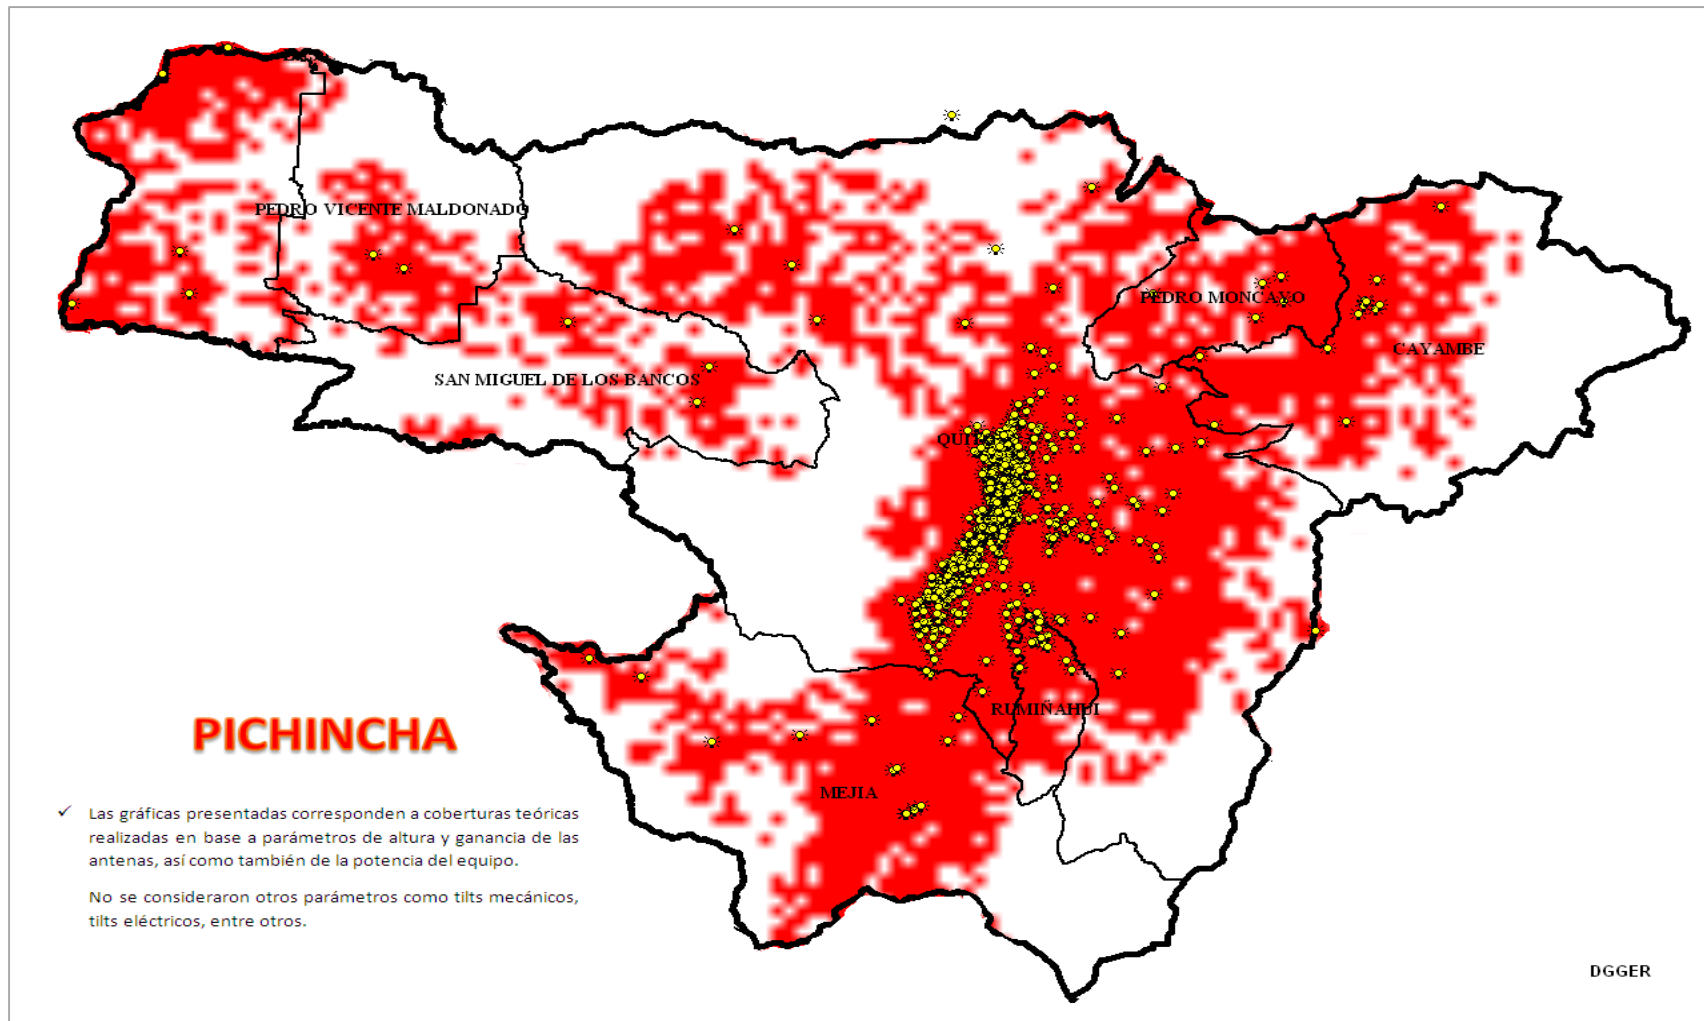 PEDRO VICENTE MALDONADO
PEDRO MONCAYO
CAYAMBE
SAN MIGUEL DE LOS BANCOS
QUITO
RUMIÑAHUI
MEJIA
PICHINCHA
✓ Las gráficas presentadas corresponden a coberturas teóricas
realizadas en base a parámetros de altura y ganancia de las
antenas, así como también de la potencia del equipo.
No se consideraron otros parámetros como tilts mecánicos,
tilts eléctricos, entre otros.
DGGER